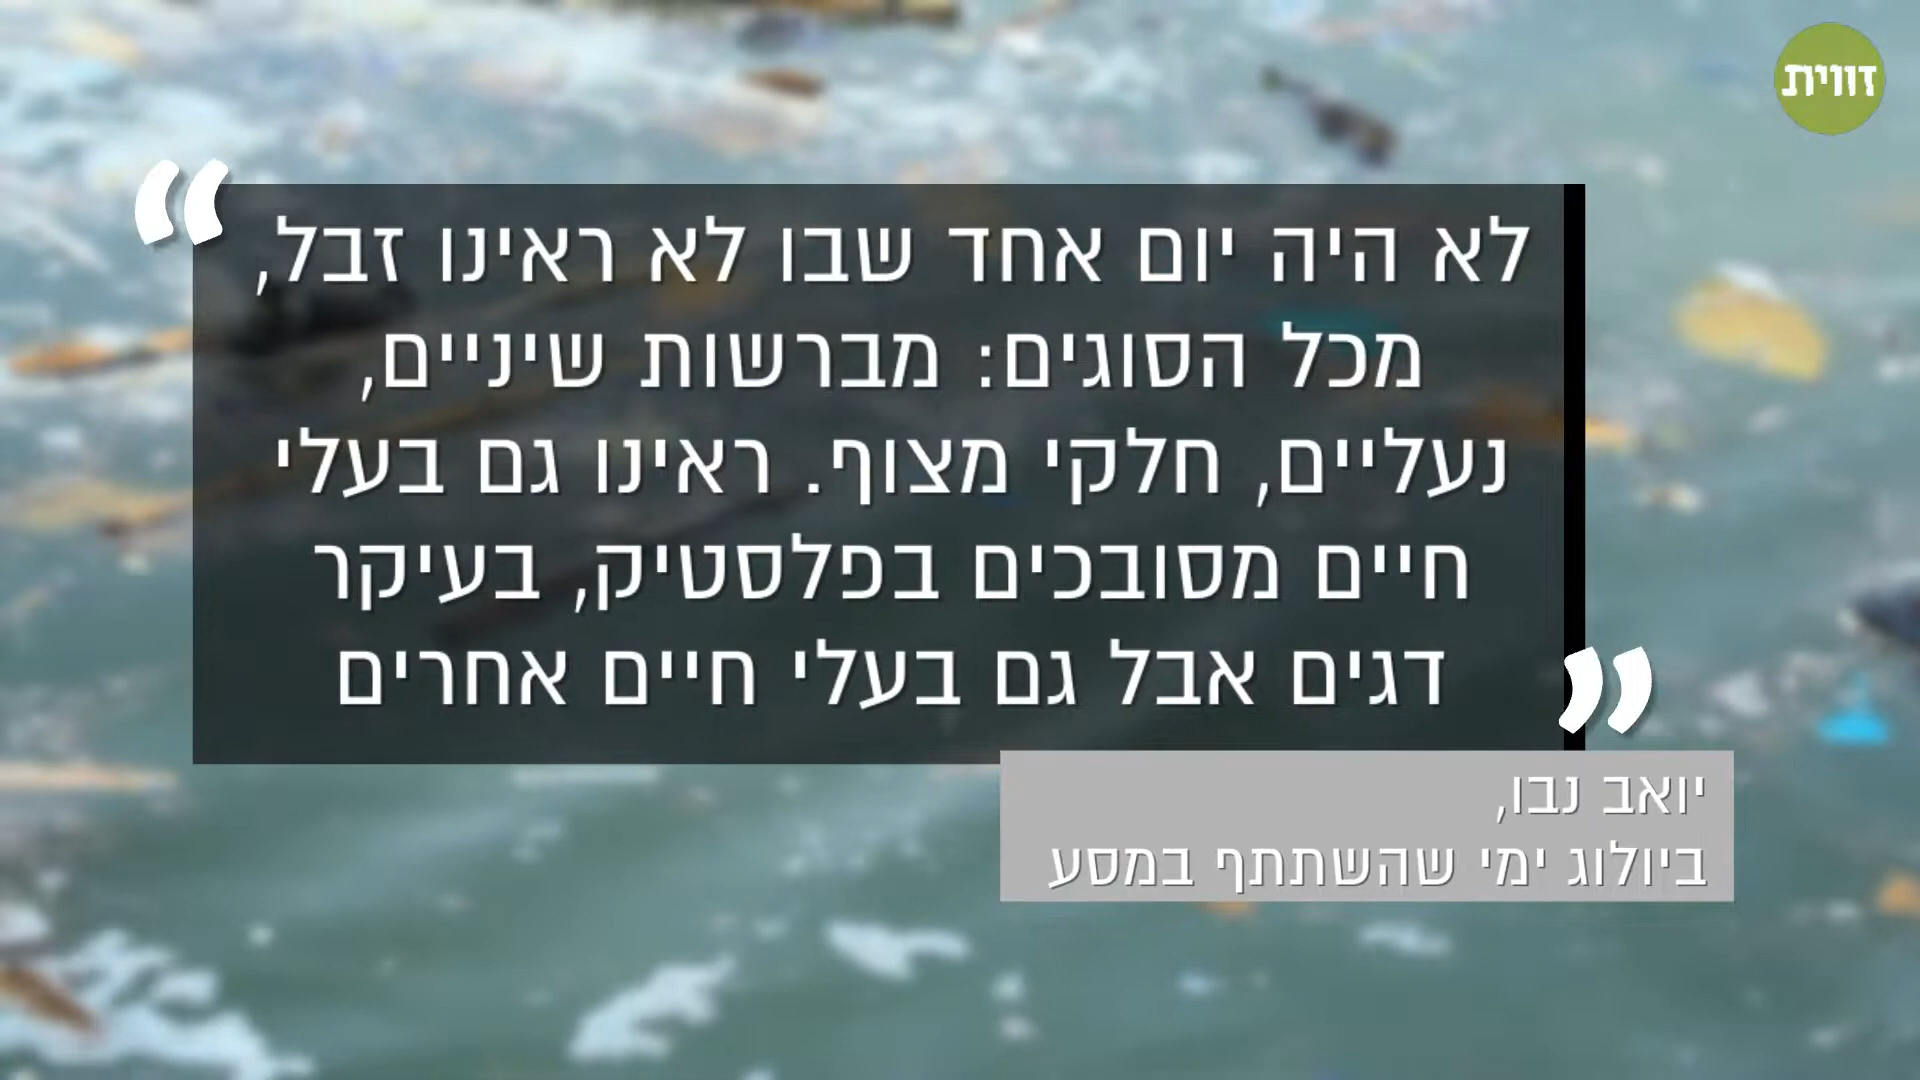 זווית
לא היה יום אחד שבו לא ראינו זבל,
מכל הסוגים: מברשות שיניים,
נעליים, חלקי מצוף. ראינו גם בעלי
חיים מסובכים בפלסטיק, בעיקר
דגים אבל גם בעלי חיים אחרים
יואב נבו,
ביולוג ימי שהשתתף במסע